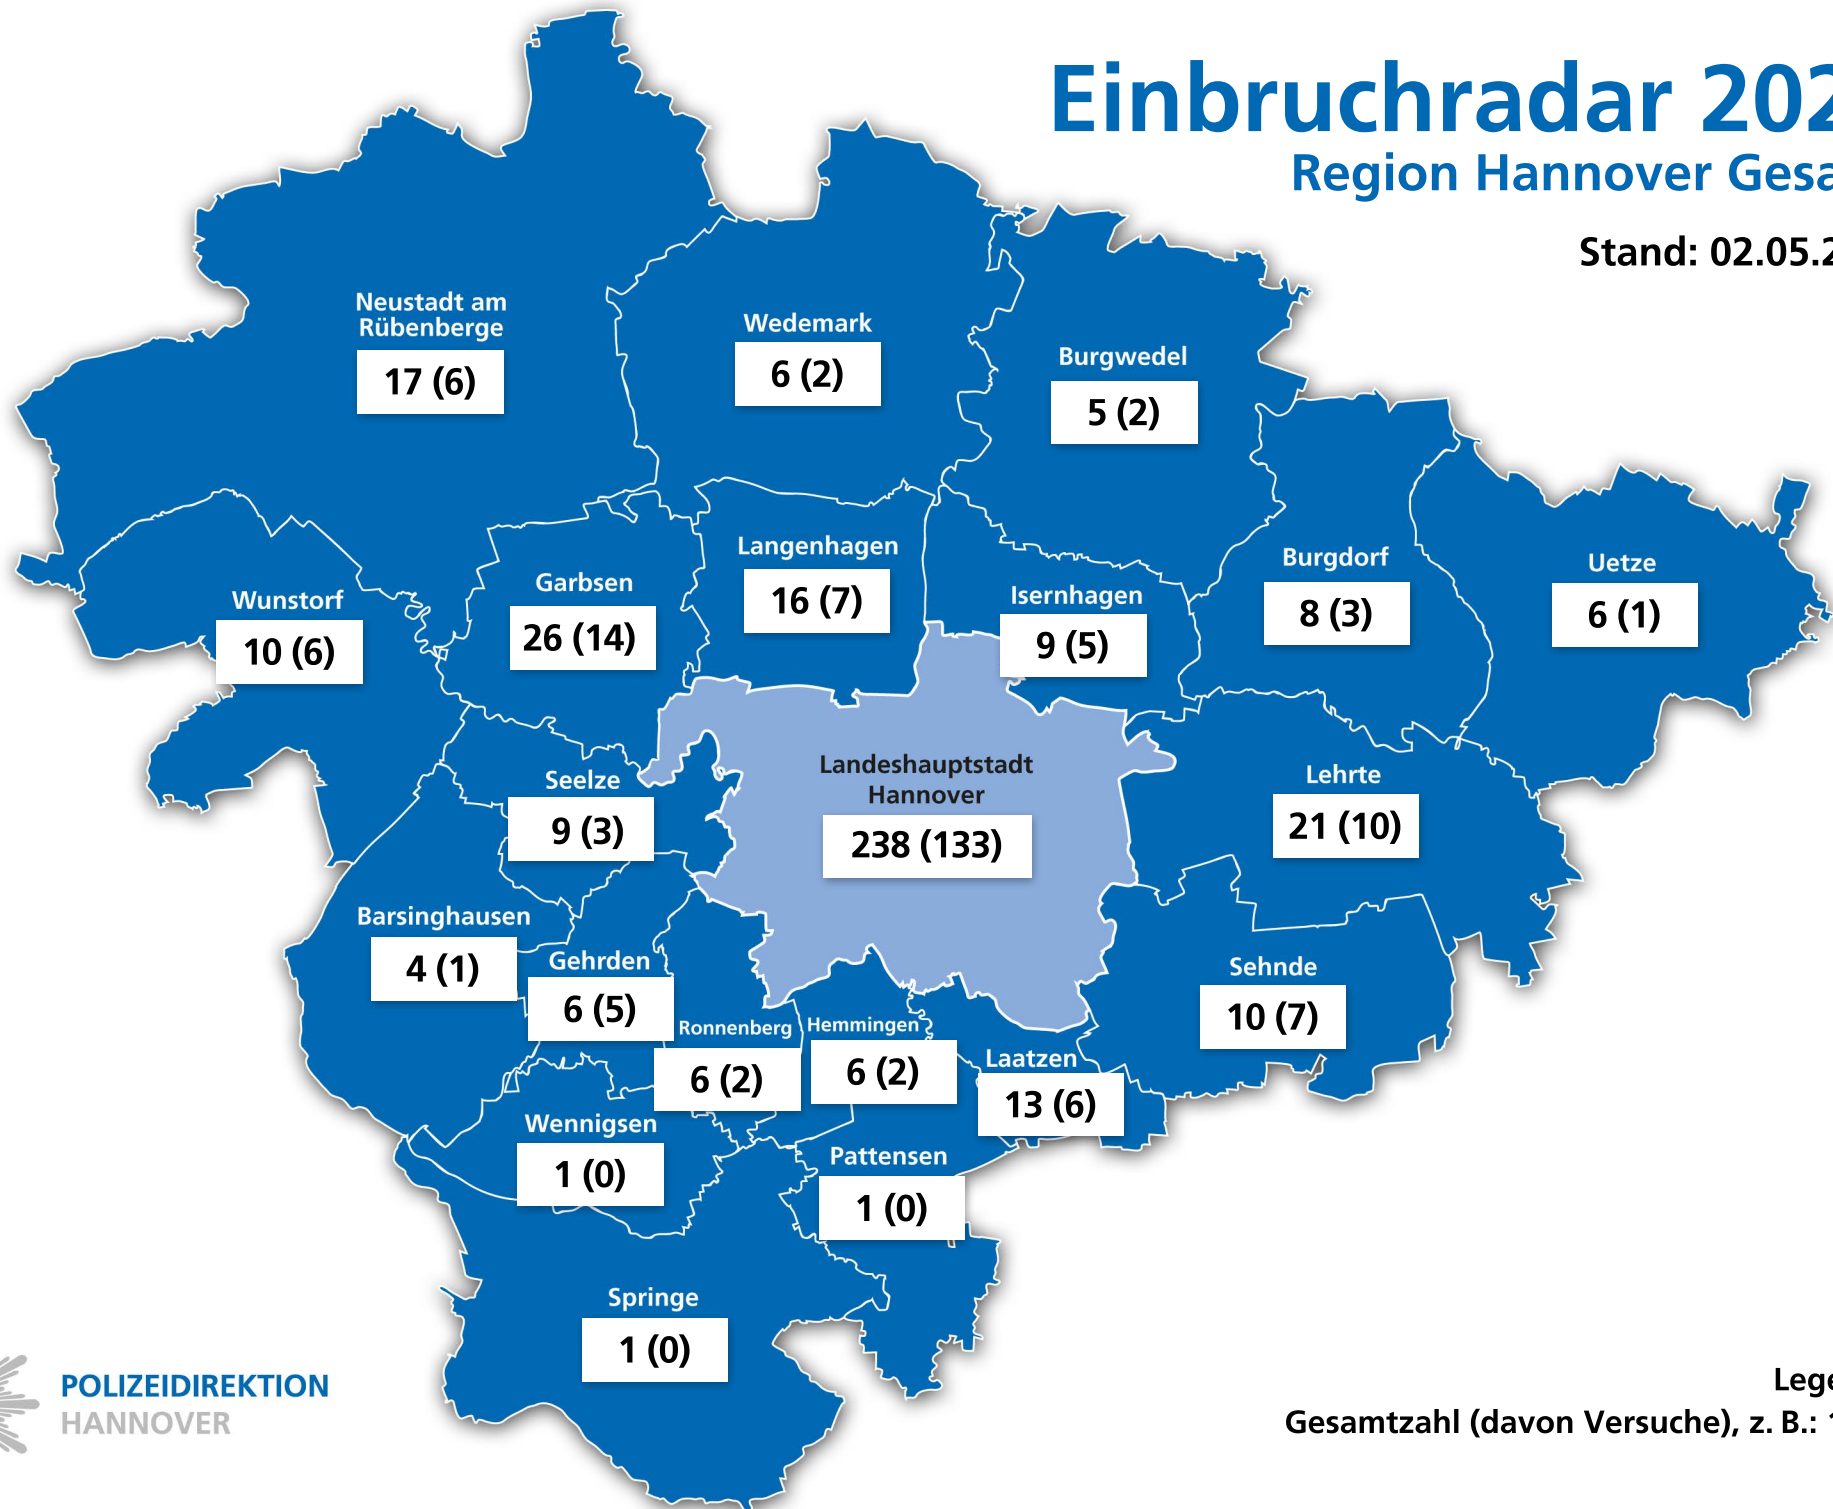 Einbruchradar 202
Region Hannover Gesa
Stand: 02.05.2
Neustadt am
Rübenberge
17 (6)
Wedemark
6 (2)
Burgwedel
5 (2)
Wunstorf
10 (6)
Garbsen
26 (14)
Langenhagen
16 (7)
Isernhagen
9 (5)
Burgdorf
8 (3)
Uetze
6 (1)
Seelze
9 (3)
Landeshauptstadt
Hannover
238 (133)
Lehrte
21 (10)
Barsinghausen
4 (1)
Gehrden
6 (5)
Ronnenberg
6 (2)
Hemmingen
6 (2)
Laatzen
13 (6)
Sehnde
10 (7)
Wennigsen
1 (0)
Pattensen
1 (0)
Springe
1 (0)
POLIZEIDIREKTION
HANNOVER
Lege
Gesamtzahl (davon Versuche), z. B.: 1